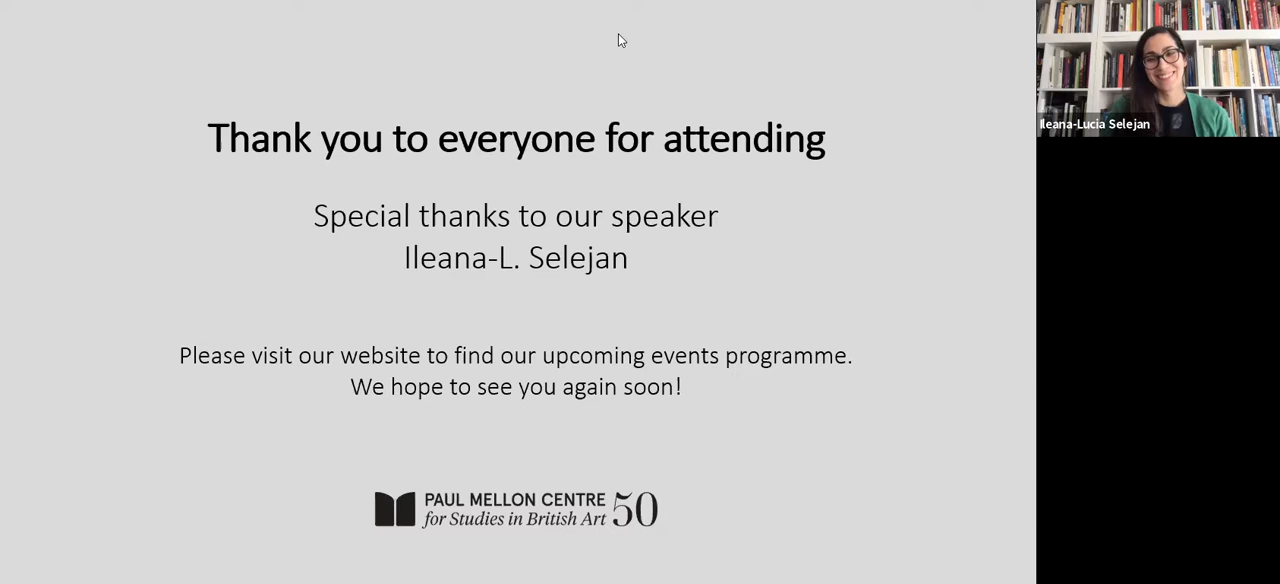 Thank you to everyone for attending
Special thanks to our speaker
Ileana-L. Selejan
Please visit our website to find our upcoming events programme.
We hope to see you again soon!
PAUL MELLON CENTRE 50
for Studies in British Art
Ileana-Lucia Selejan